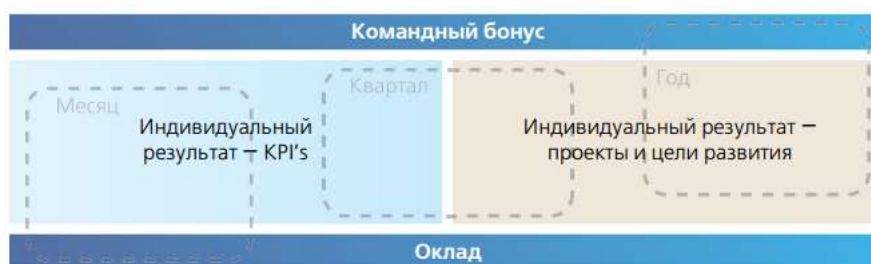 Командный бонус
Месяц
Квартал
Год
Индивидуальный
результат — KPI's
Индивидуальный результат —
проекты и цели развития
Оклад